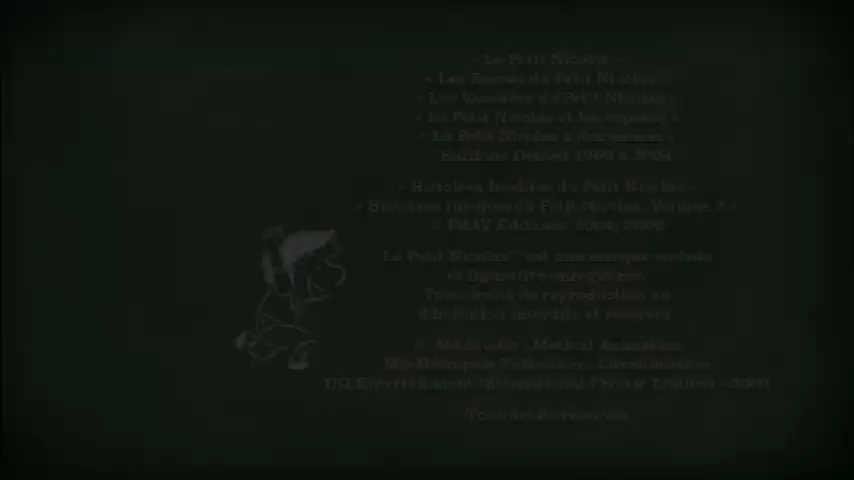 « Le Petit Nicolas »
« Les Recrés du Petit Nicolas »
« Les Vacances du Petit Nicolas »
« Le Petit Nicolas et les copains »
« Le Petit Nicolas a des ennuis »
Editions Denoël 1960 à 2004
« Histoires Inédites du Petit Nicolas »
« Histoires Inédites du Petit Nicolas, Volume 2 »
IMAV Editions, 2004, 2006
Le Petit Nicolas™ est une marque verbale
et figurative enregistrée.
Tous droits de reproduction ou
d'utilisation interdits et réservés
© M6 Studio - Method Animation
M6-Métropole Télévision -
DQ Entertainment (International) Private Limited - 2009
Tous droits réservés